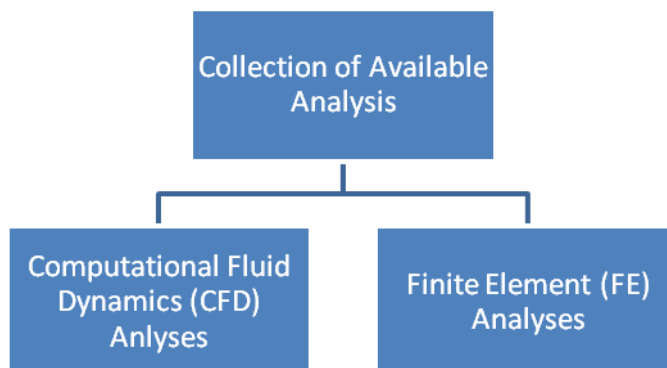 Collection of Available
Analysis
Computational Fluid
Dynamics (CFD)
Anlyses
Finite Element (FE)
Analyses